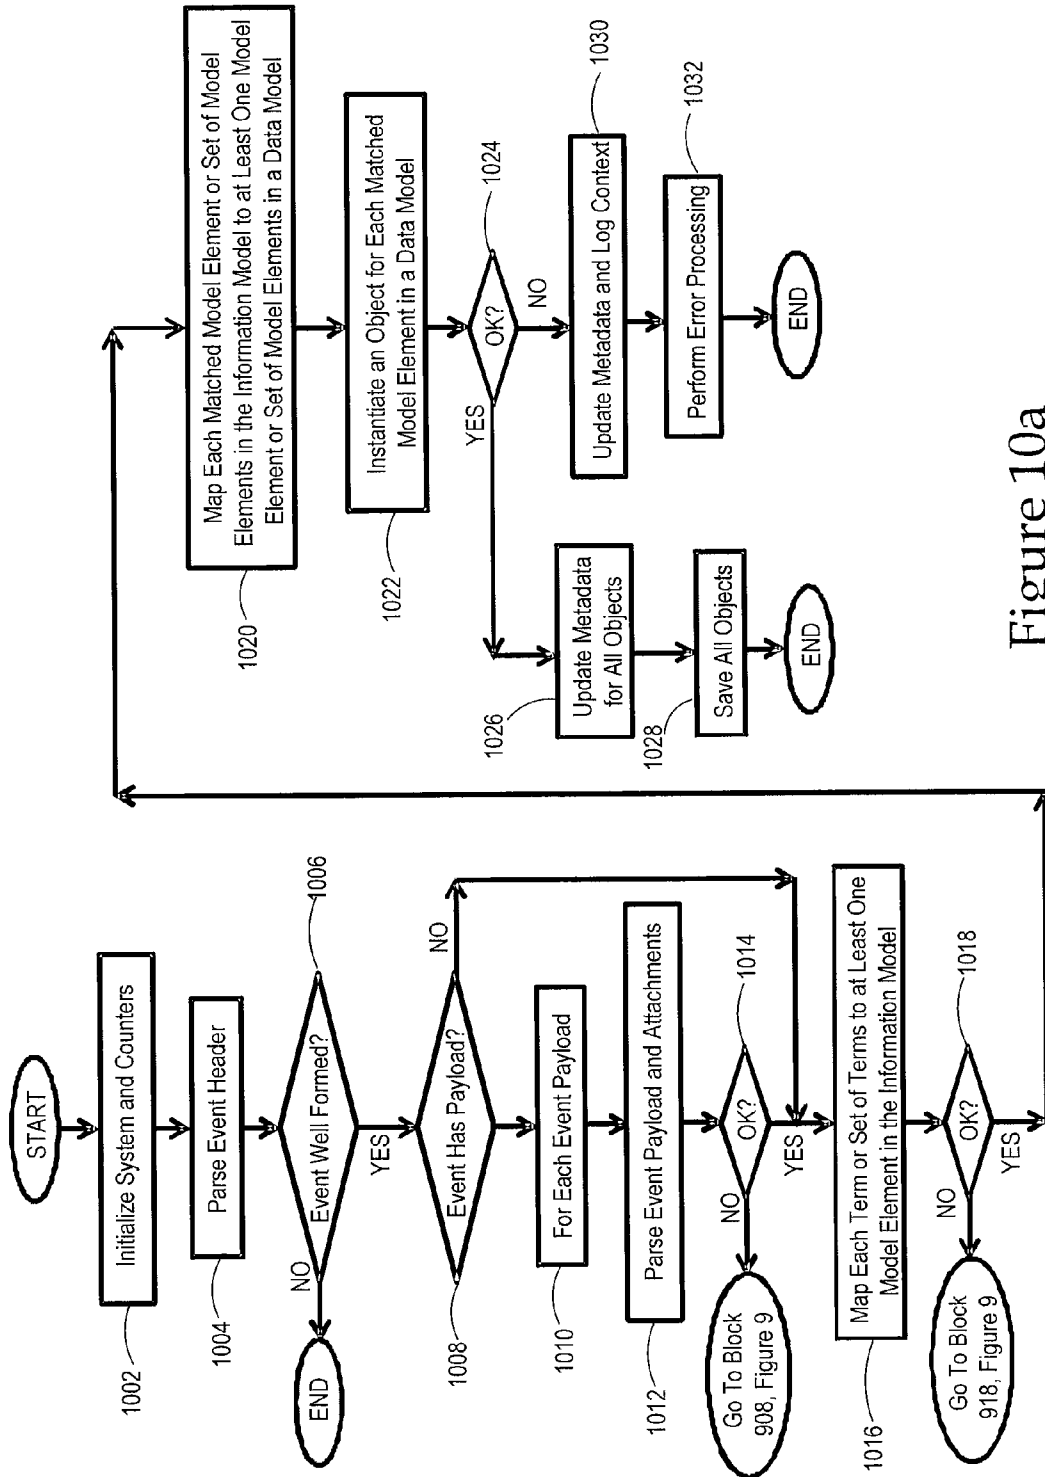 START
Initialize System and Counters
1002
Parse Event Header
1004
Event Well Formed?
1006
NO
END
YES
Event Has Payload?
1008
NO
For Each Event Payload
1010
Parse Event Payload and Attachments
1012
OK?
1014
NO
Go To Block
908, Figure 9
YES
Map Each Term or Set of Terms to at Least One
Model Element in the Information Model
1016
OK?
1018
NO
Go To Block
918, Figure 9
YES
Map Each Matched Model Element or Set of Model
Elements in the Information Model to at Least One Model
Element or Set of Model Elements in a Data Model
1020
Instantiate an Object for Each Matched
Model Element in a Data Model
1022
OK?
1024
YES
NO
Update Metadata
for All Objects
1026
Save All Objects
1028
END
Update Metadata and Log Context
1030
Perform Error Processing
1032
END
Figure 10a